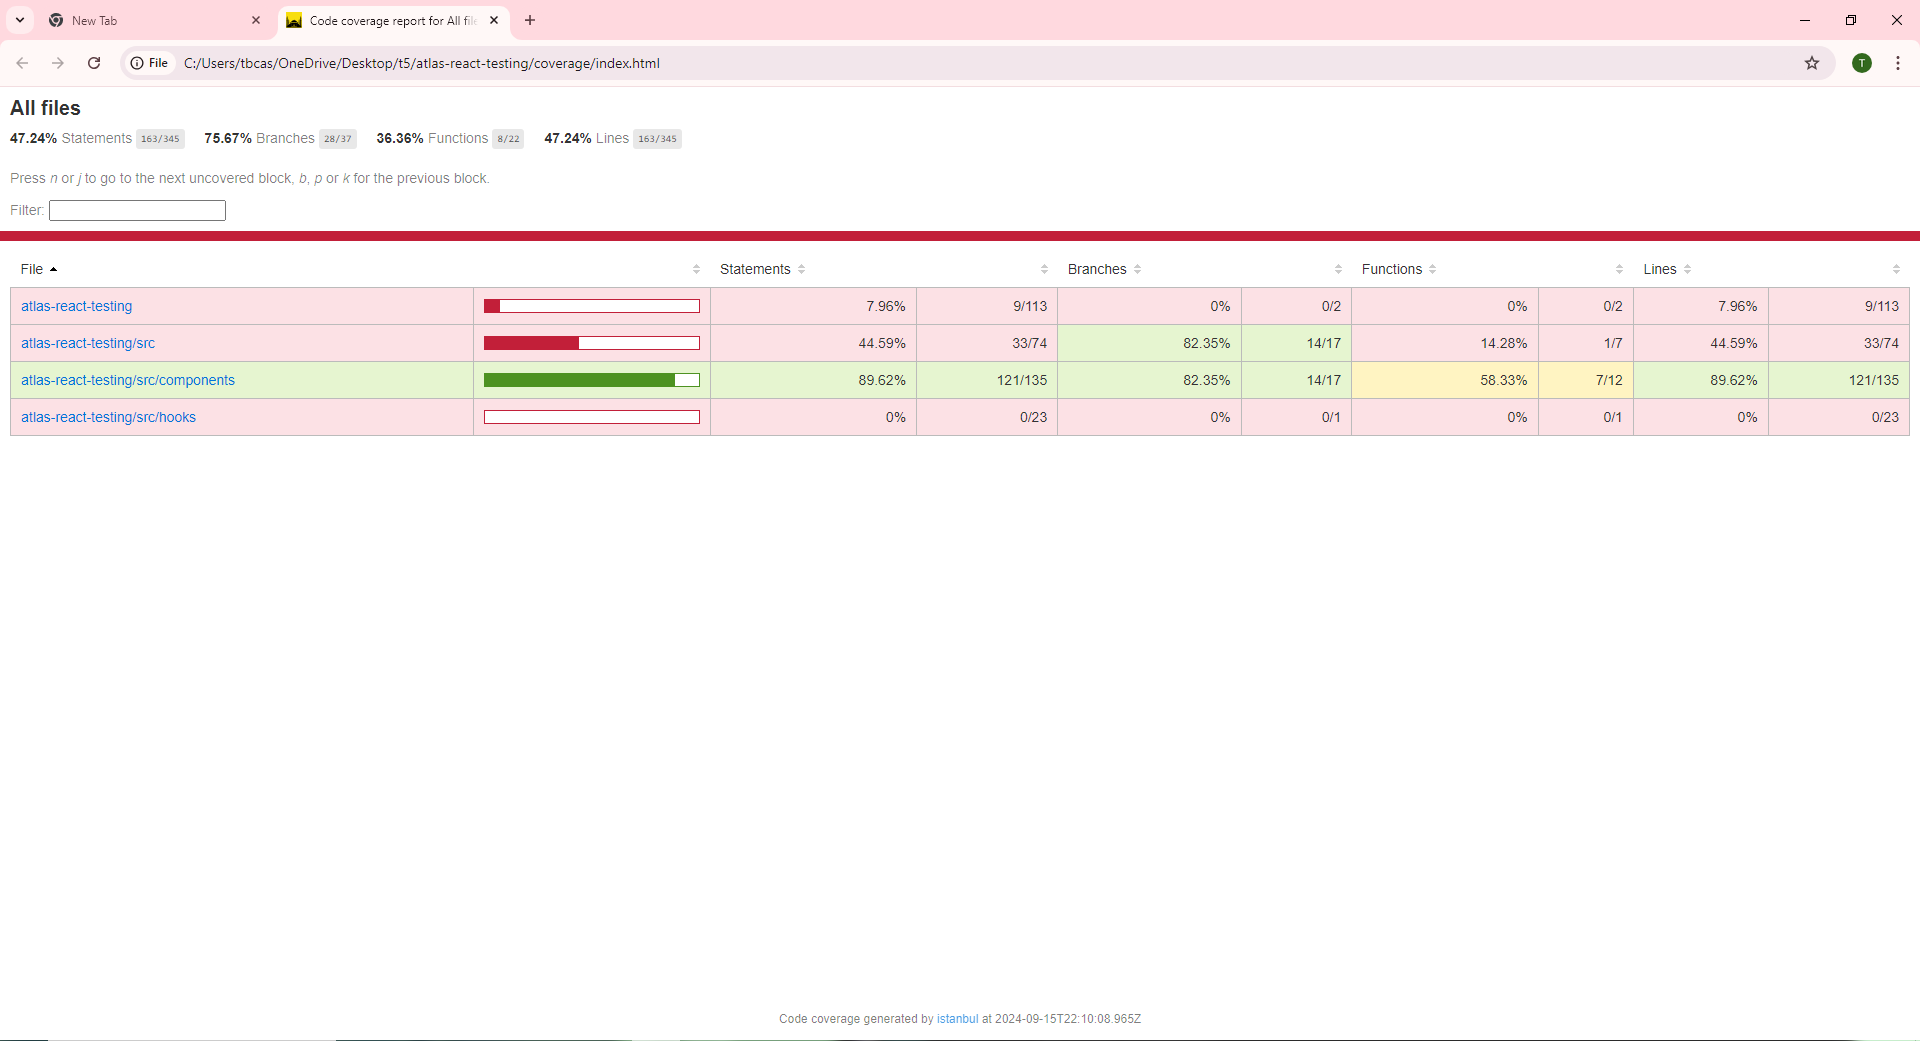 New Tab
Code coverage report for All file
File C:/Users/tbcas/OneDrive/Desktop/t5/atlas-react-testing/coverage/index.html T
All files
47.24% Statements 163/345 75.67% Branches 28/37 36.36% Functions 8/22 47.24% Lines 163/345
Press n or j to go to the next uncovered block, b, p or k for the previous block.
Filter:
File Statements Branches Functions Lines
atlas-react-testing 7.96% 9/113 0% 0/2 0% 0/2 7.96% 9/113
atlas-react-testing/src 44.59% 33/74 82.35% 14/17 14.28% 1/7 44.59% 33/74
atlas-react-testing/src/components 89.62% 121/135 82.35% 14/17 58.33% 7/12 89.62% 121/135
atlas-react-testing/src/hooks 0% 0/23 0% 0/1 0% 0/1 0% 0/23
Code coverage generated by istanbul at 2024-09-15T22:10:08.965Z